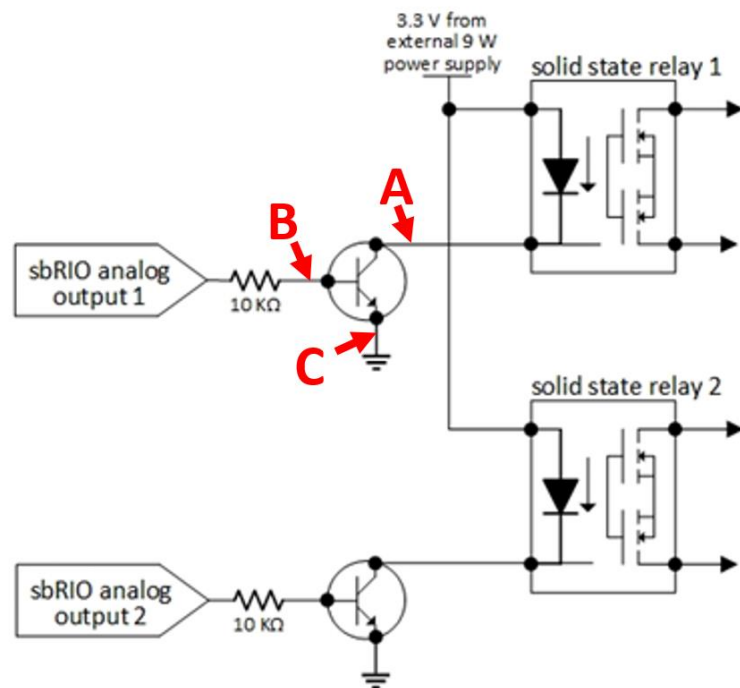 3.3 V from
external 9 W
power supply
solid state relay 1
A
B
sbRIO analog
output 1
10 KΩ
C
solid state relay 2
sbRIO analog
output 2
10 KΩ